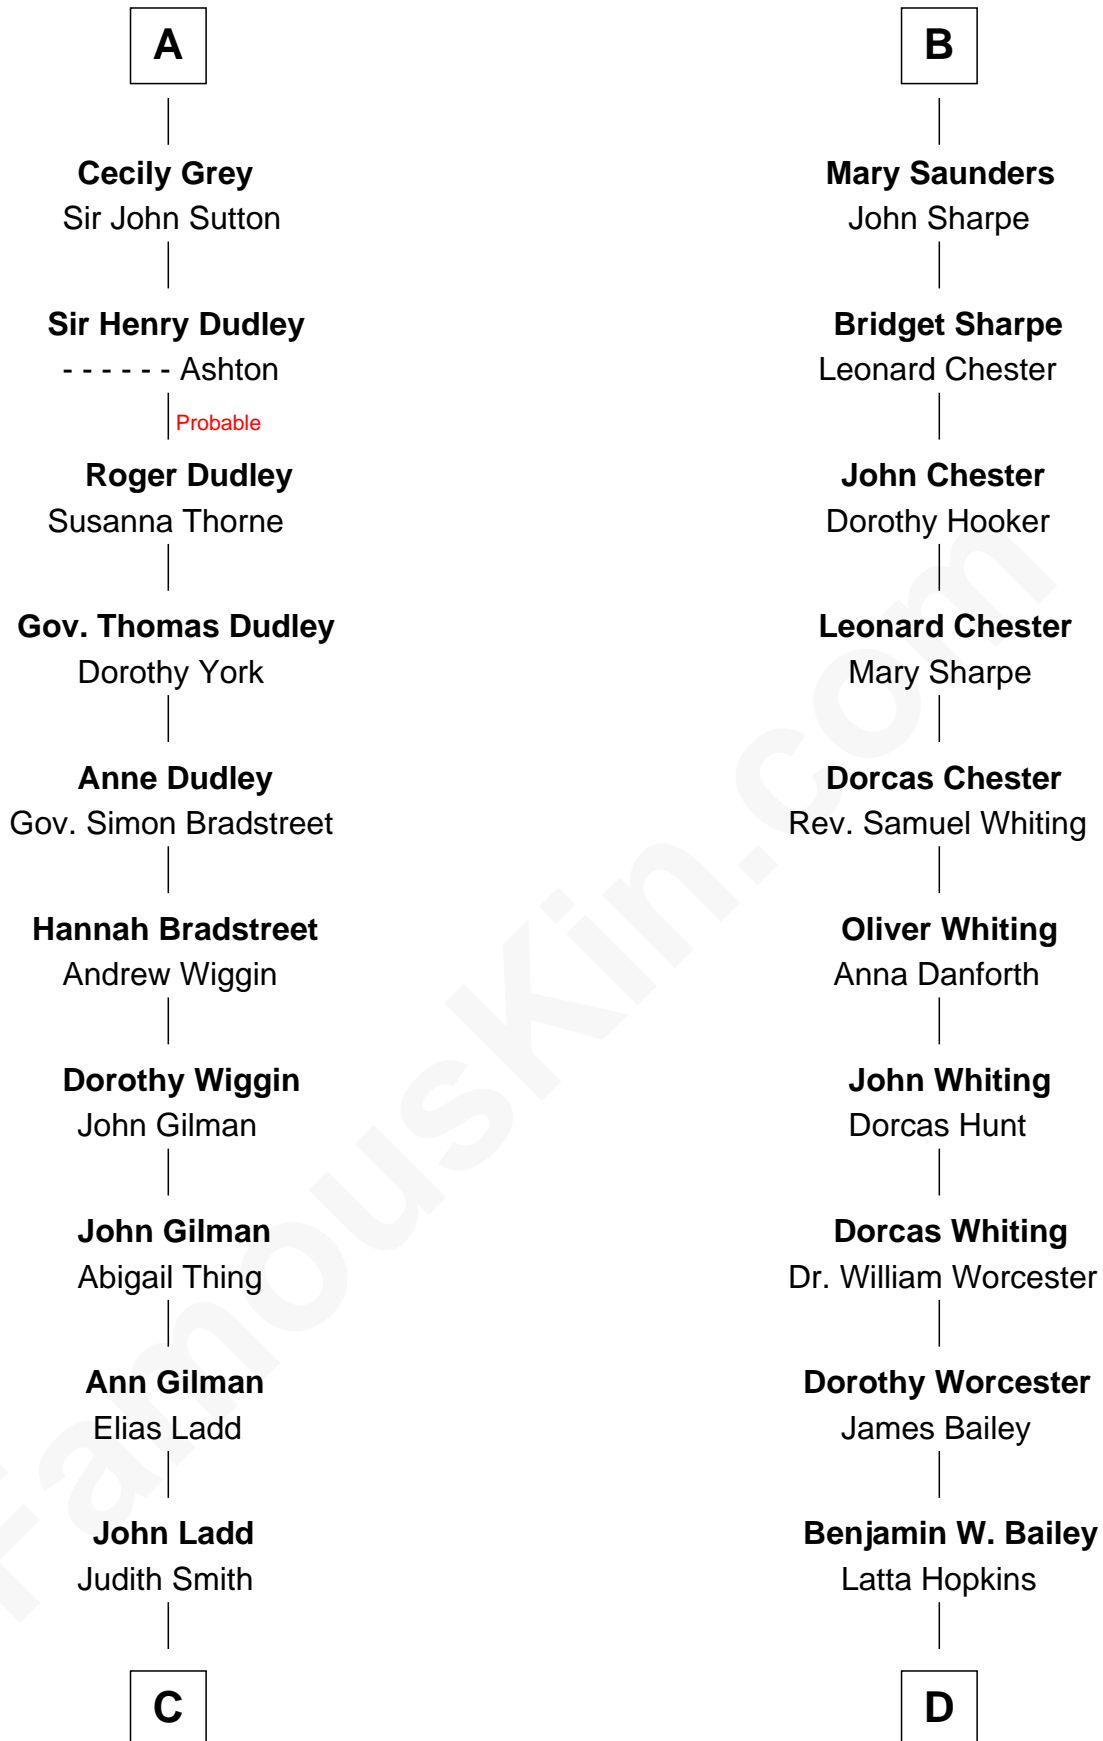 A
Cecily Grey
Sir John Sutton
Sir Henry Dudley
- - - - - - Ashton
Probable
Roger Dudley
Susanna Thorne
Gov. Thomas Dudley
Dorothy York
Anne Dudley
Gov. Simon Bradstreet
Hannah Bradstreet
Andrew Wiggin
Dorothy Wiggin
John Gilman
John Gilman
Abigail Thing
Ann Gilman
Elias Ladd
John Ladd
Judith Smith
C
B
Mary Saunders
John Sharpe
Bridget Sharpe
Leonard Chester
John Chester
Dorothy Hooker
Leonard Chester
Mary Sharpe
Dorcas Chester
Rev. Samuel Whiting
Oliver Whiting
Anna Danforth
John Whiting
Dorcas Hunt
Dorcas Whiting
Dr. William Worcester
Dorothy Worcester
James Bailey
Benjamin W. Bailey
Latta Hopkins
D
FamousKin.com